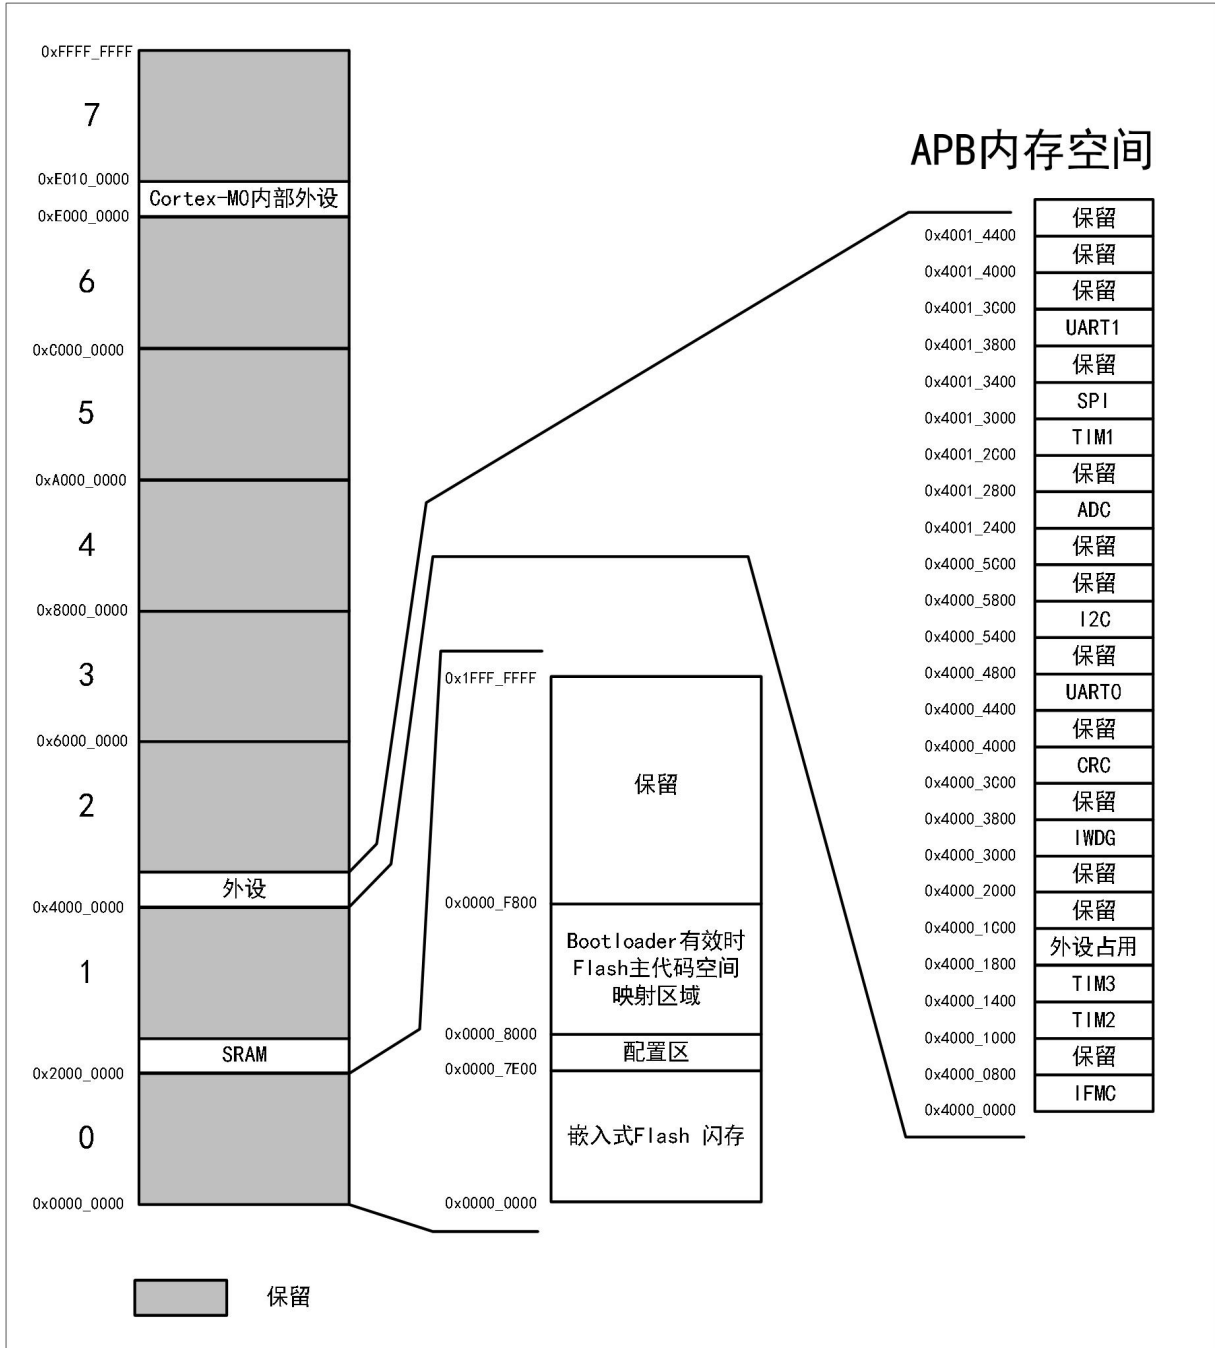 0xFFFF_FFFF
7
0xE010_0000
Cortex-M0内部外设
0xE000_0000
6
0xC000_0000
5
0xA000_0000
4
0x8000_0000
3
0x6000_0000
2
外设
0x4000_0000
1
SRAM
0x2000_0000
0
0x0000_0000
保留
0x1FFF_FFFF
保留
0x0000_F800
Bootloader有效时
Flash主代码空间
映射区域
0x0000_8000
配置区
0x0000_7E00
嵌入式Flash 闪存
0x0000_0000
APB内存空间
保留
0x4001_4400
保留
0x4001_4000
保留
0x4001_3C00
UART1
0x4001_3800
保留
0x4001_3400
SPI
0x4001_3000
TIM1
0x4001_2C00
保留
0x4001_2800
ADC
0x4001_2400
保留
0x4000_5C00
保留
0x4000_5800
I2C
0x4000_5400
保留
0x4000_4800
UART0
0x4000_4400
保留
0x4000_4000
CRC
0x4000_3C00
保留
0x4000_3800
IWDG
0x4000_3000
保留
0x4000_2000
保留
0x4000_1C00
外设占用
0x4000_1800
TIM3
0x4000_1400
TIM2
0x4000_1000
保留
0x4000_0800
IFMC
0x4000_0000